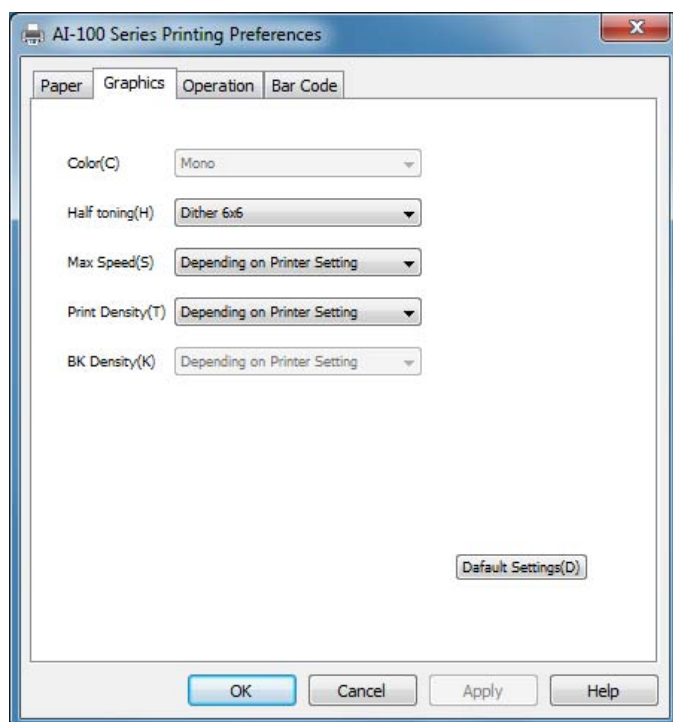 AI-100 Series Printing Preferences
Paper Graphics Operation Bar Code
Color(C) Mono
Half toning(H) Dither 6x6
Max Speed(S) Depending on Printer Setting
Print Density(T) Depending on Printer Setting
BK Density(K) Depending on Printer Setting
Dafault Settings(D)
OK Cancel Apply Help